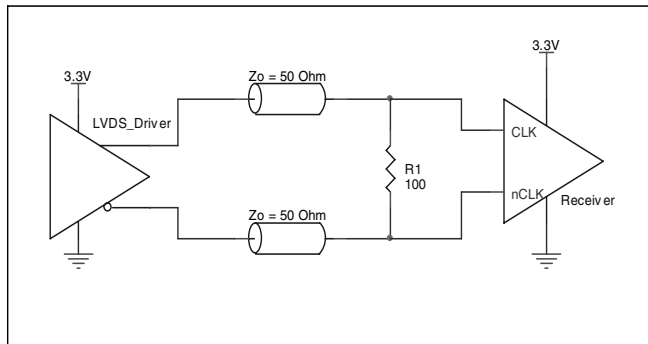 3.3V
LVDS_Driver
Zo = 50 Ohm
Zo = 50 Ohm
R1
100
3.3V
CLK
nCLK
Receiver